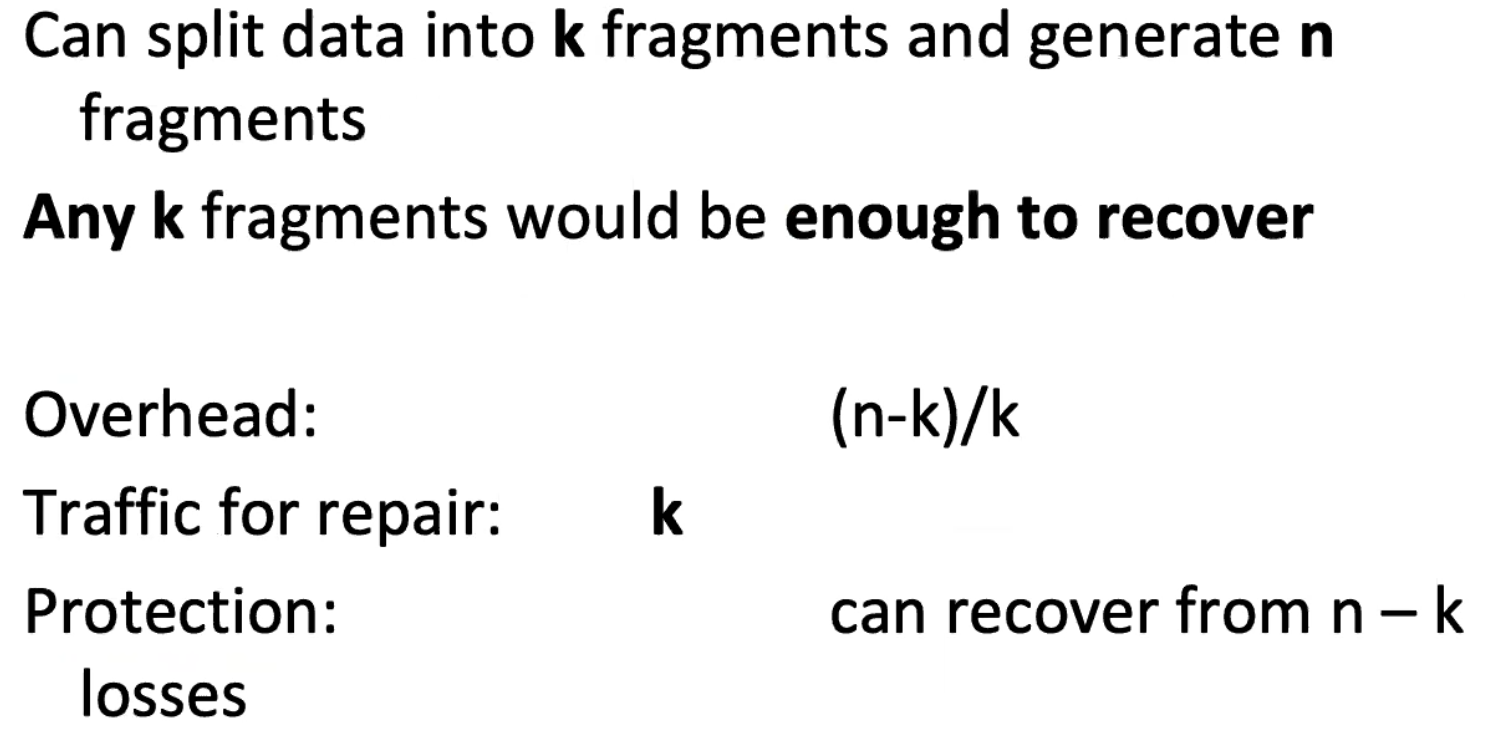 Can split data into k fragments and generate n
fragments
Any k fragments would be enough to recover
Overhead: (n-k)/k
Traffic for repair: k
Protection: can recover from n – k
losses